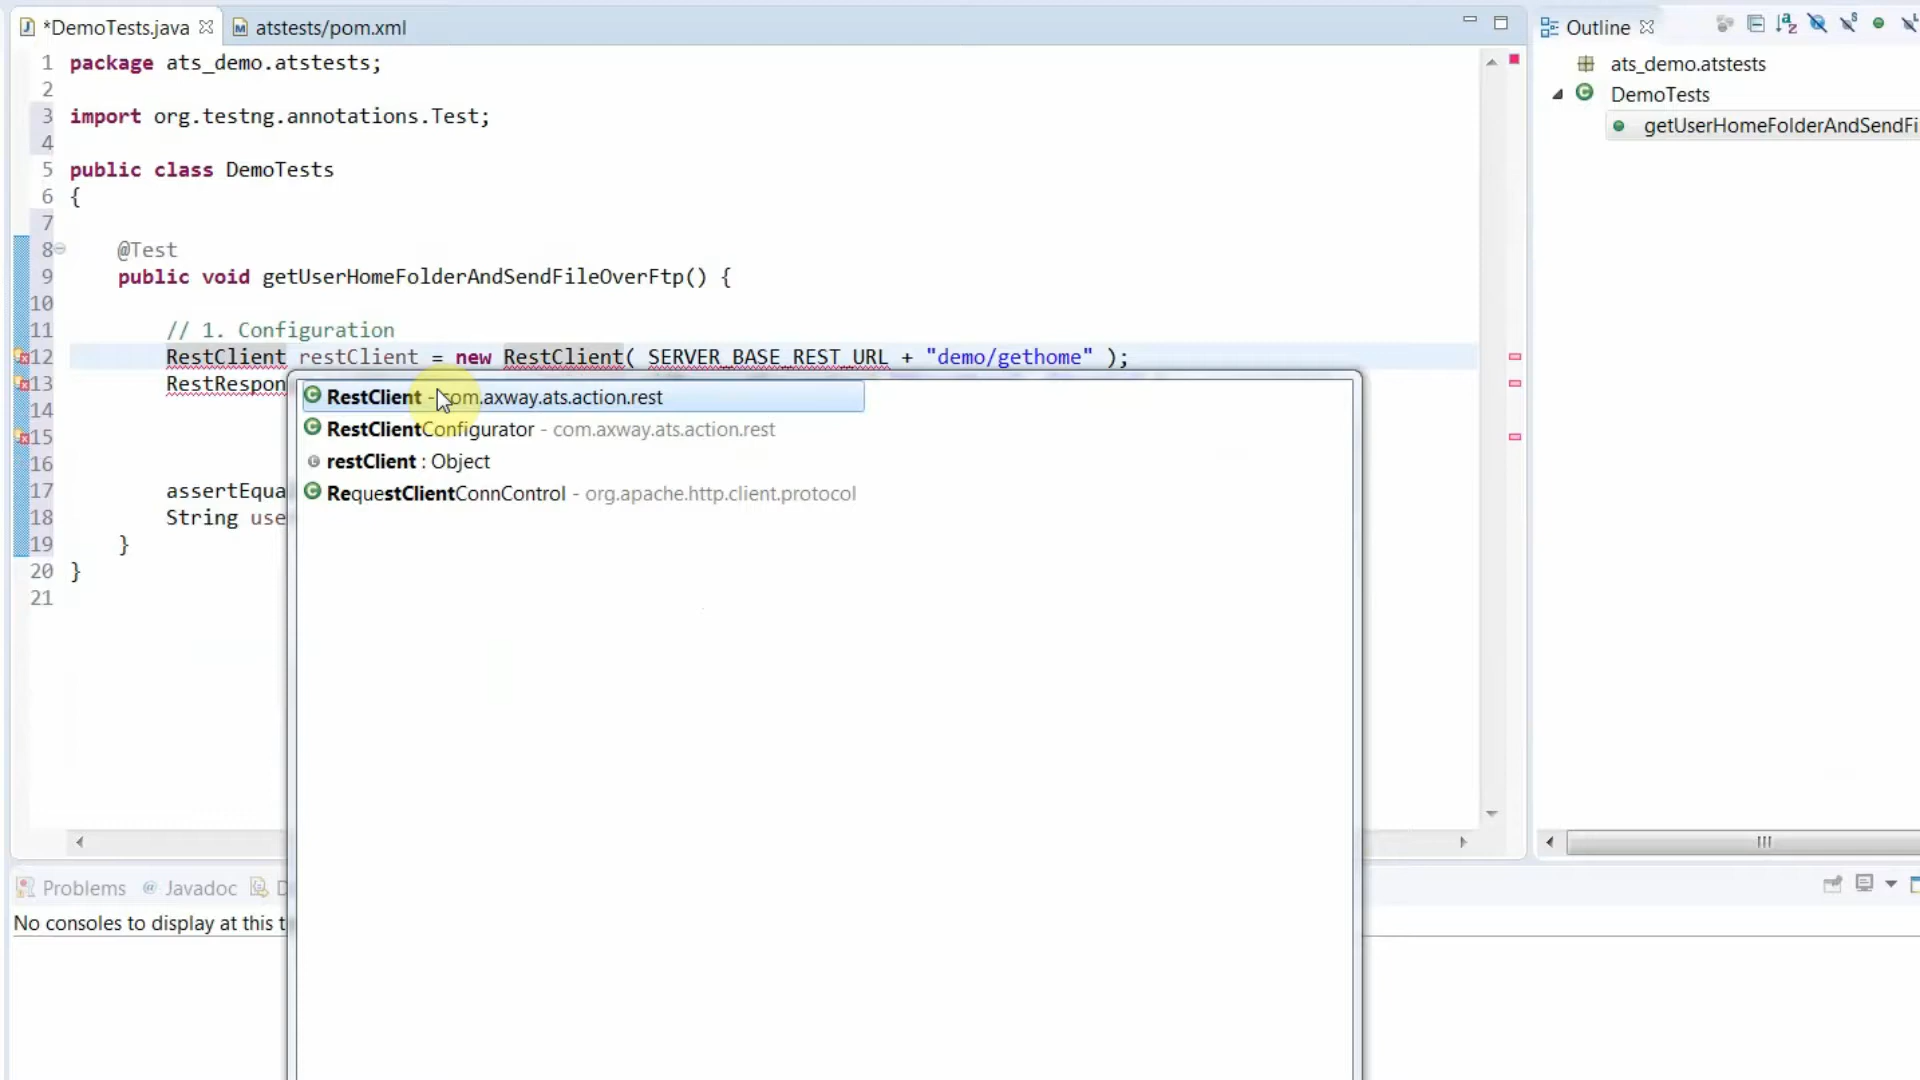 *DemoTests.java
atstests/pom.xml
Outline
1 package ats_demo.atstests;
2
3 import org.testng.annotations.Test;
4
5 public class DemoTests
6 {
7
8 @Test
9 public void getUserHomeFolderAndSendFileOverFtp() {
10
11 // 1. Configuration
12 RestClient restClient = new RestClient( SERVER_BASE_REST_URL + "demo/gethome" );
13 RestRespon
14
15
16
17 assertEqua
18 String use
19 }
20 }
21
RestClient - com.axway.ats.action.rest
RestClientConfigurator - com.axway.ats.action.rest
restClient : Object
RequestClientConnControl - org.apache.http.client.protocol
ats_demo.atstests
DemoTests
getUserHomeFolderAndSendFi
Problems @ Javadoc D
No consoles to display at this t